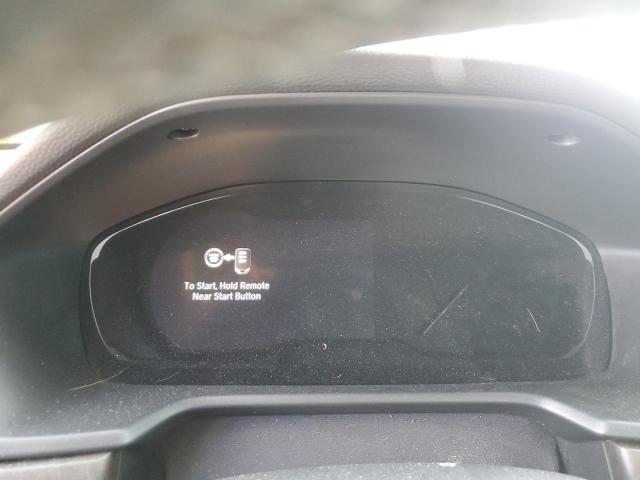 To Start, Hold Remote
Near Start Button